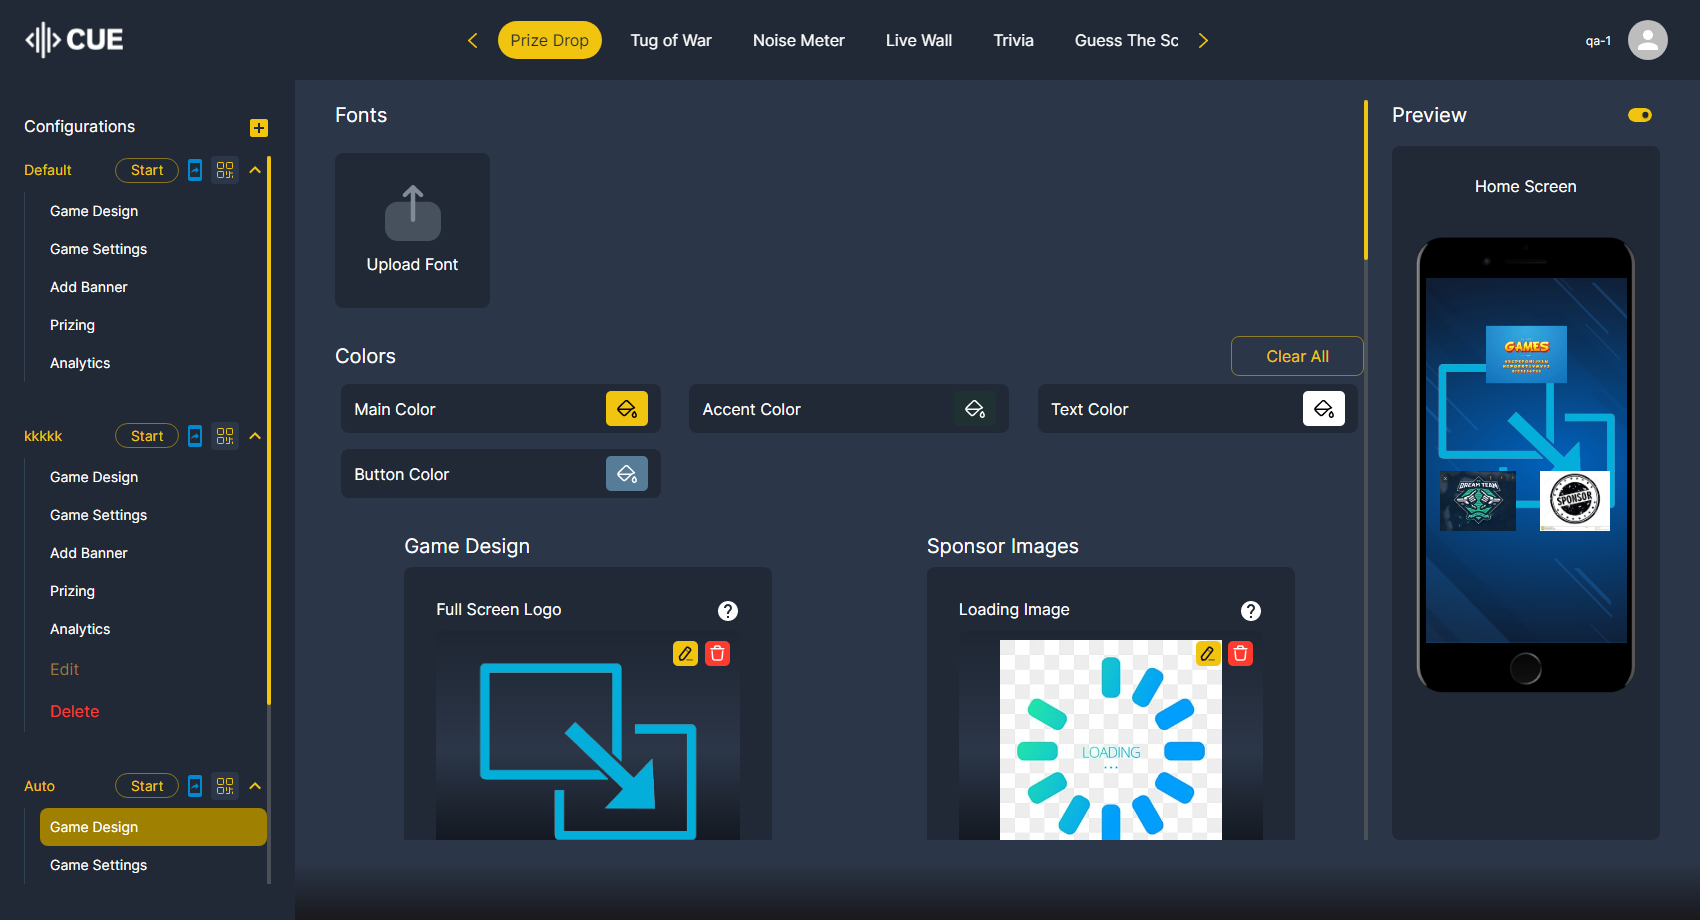 CUE
Prize Drop
Tug of War
Noise Meter
Live Wall
Trivia
Guess The Sc
qa-1
Configurations
Default
Start
Game Design
Game Settings
Add Banner
Prizing
Analytics
kkkkk
Start
Game Design
Game Settings
Add Banner
Prizing
Analytics
Edit
Delete
Auto
Start
Game Design
Game Settings
Fonts
Upload Font
Colors
Clear All
Main Color
Accent Color
Text Color
Button Color
Game Design
Full Screen Logo
?
Sponsor Images
Loading Image
?
LOADING
...
Preview
Home Screen
GAMES
DREAM TEAM
SPONSOR